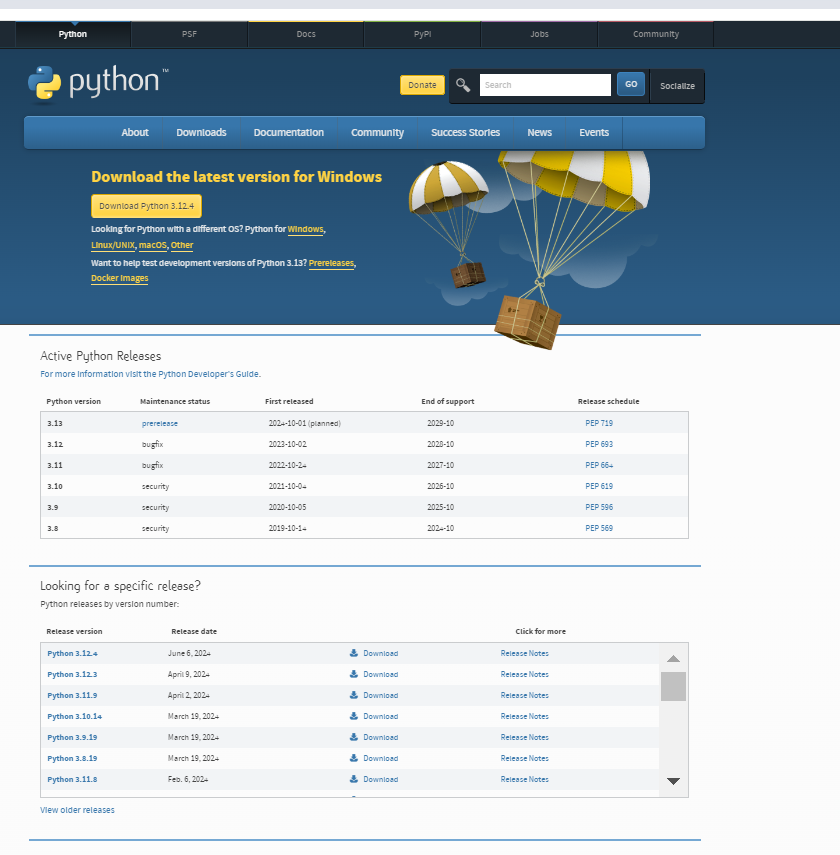 Python PSF Docs PyPI Jobs Community
python™
Donate Search GO Socialize
About Downloads Documentation Community Success Stories News Events
Download the latest version for Windows
Download Python 3.12.4
Looking for Python with a different OS? Python for Windows,
Linux/UNIX, macOS, Other
Want to help test development versions of Python 3.13? Prereleases,
Docker images
Active Python Releases
For more information visit the Python Developer's Guide.
Python version Maintenance status First released End of support Release schedule
3.13 prerelease 2024-10-01 (planned) 2029-10 PEP 719
3.12 bugfix 2023-10-02 2028-10 PEP 693
3.11 bugfix 2022-10-24 2027-10 PEP 664
3.10 security 2021-10-04 2026-10 PEP 619
3.9 security 2020-10-05 2025-10 PEP 596
3.8 security 2019-10-14 2024-10 PEP 569
Looking for a specific release?
Python releases by version number:
Release version Release date Click for more
Python 3.12.4 June 6, 2024 Download Release Notes
Python 3.12.3 April 9, 2024 Download Release Notes
Python 3.11.9 April 2, 2024 Download Release Notes
Python 3.10.14 March 19, 2024 Download Release Notes
Python 3.9.19 March 19, 2024 Download Release Notes
Python 3.8.19 March 19, 2024 Download Release Notes
Python 3.11.8 Feb. 6, 2024 Download Release Notes
View older releases